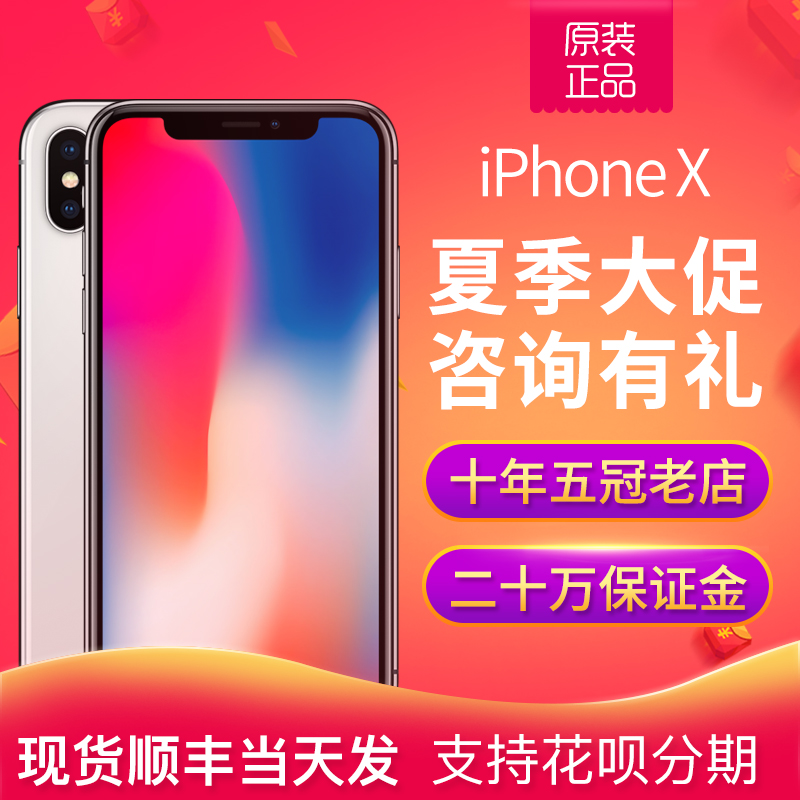 原装
正品
iPhone X
夏季大促
咨询有礼
十年五冠老店
二十万保证金
现货顺丰当天发 支持花呗分期